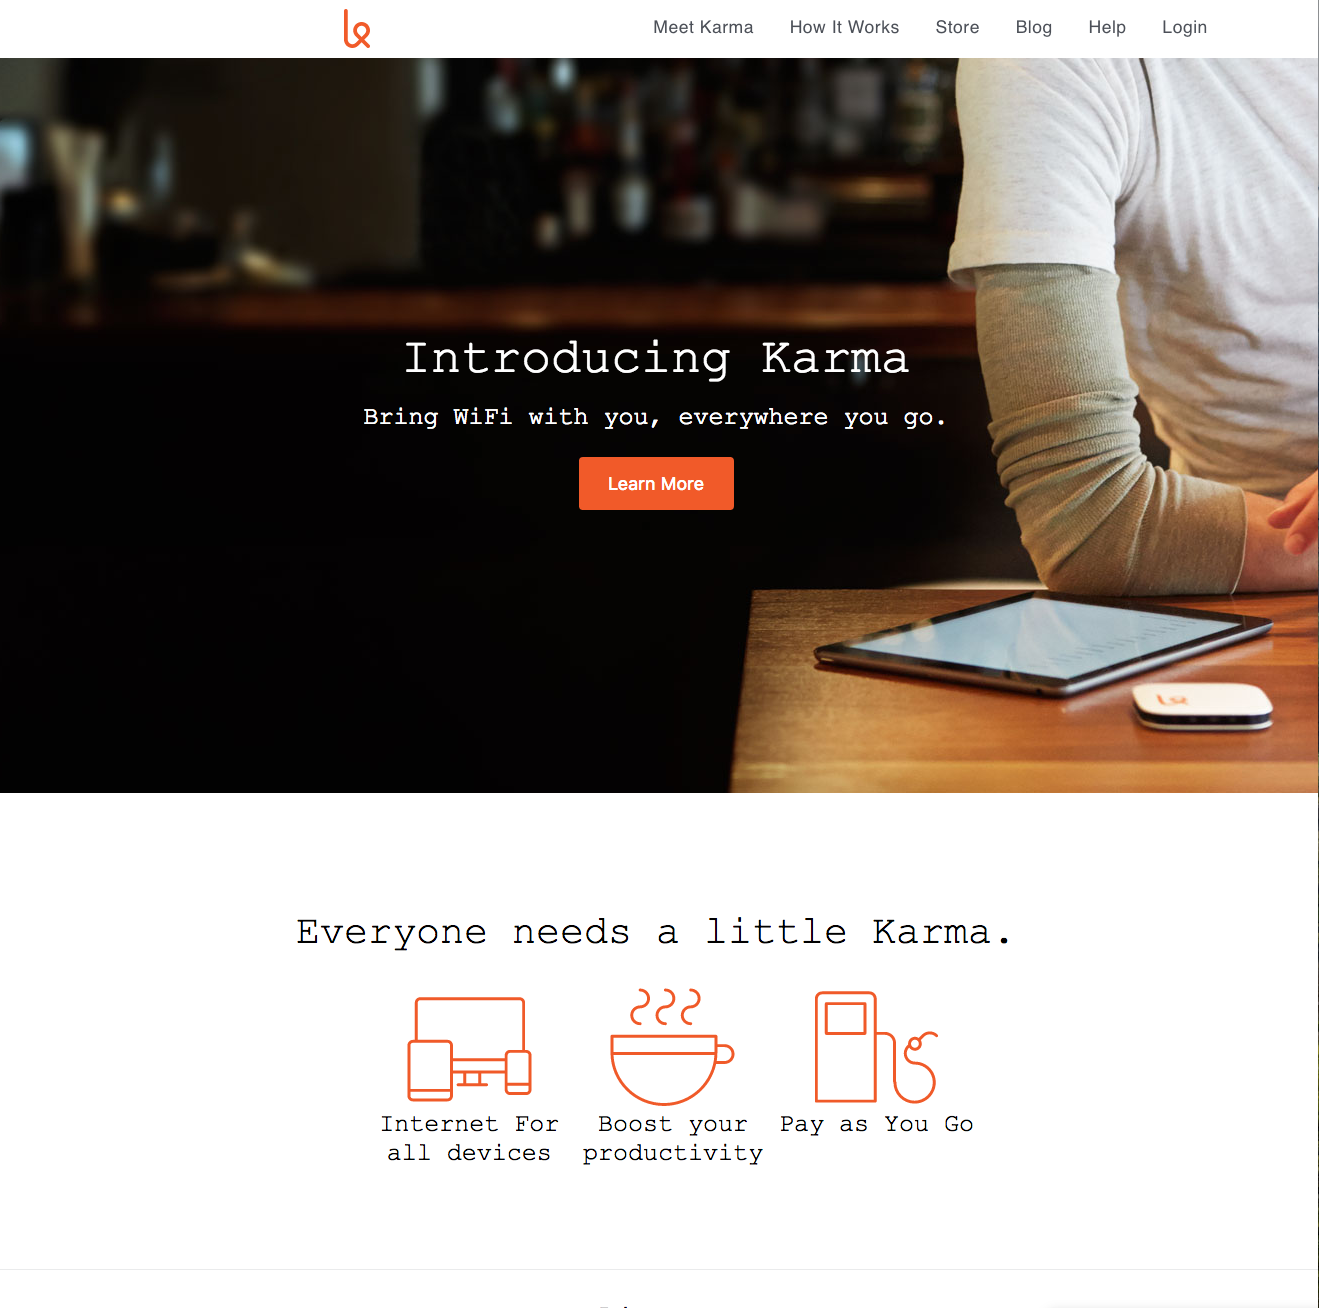 Meet Karma How It Works Store Blog Help Login
Introducing Karma
Bring WiFi with you, everywhere you go.
Learn More
Everyone needs a little Karma.
Internet For
all devices
Boost your
productivity
Pay as You Go